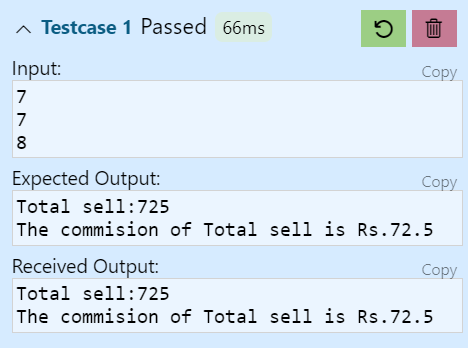 Testcase 1 Passed 66ms
Input:
Copy
7
7
8
Expected Output:
Copy
Total sell:725
The commision of Total sell is Rs.72.5
Received Output:
Copy
Total sell:725
The commision of Total sell is Rs.72.5